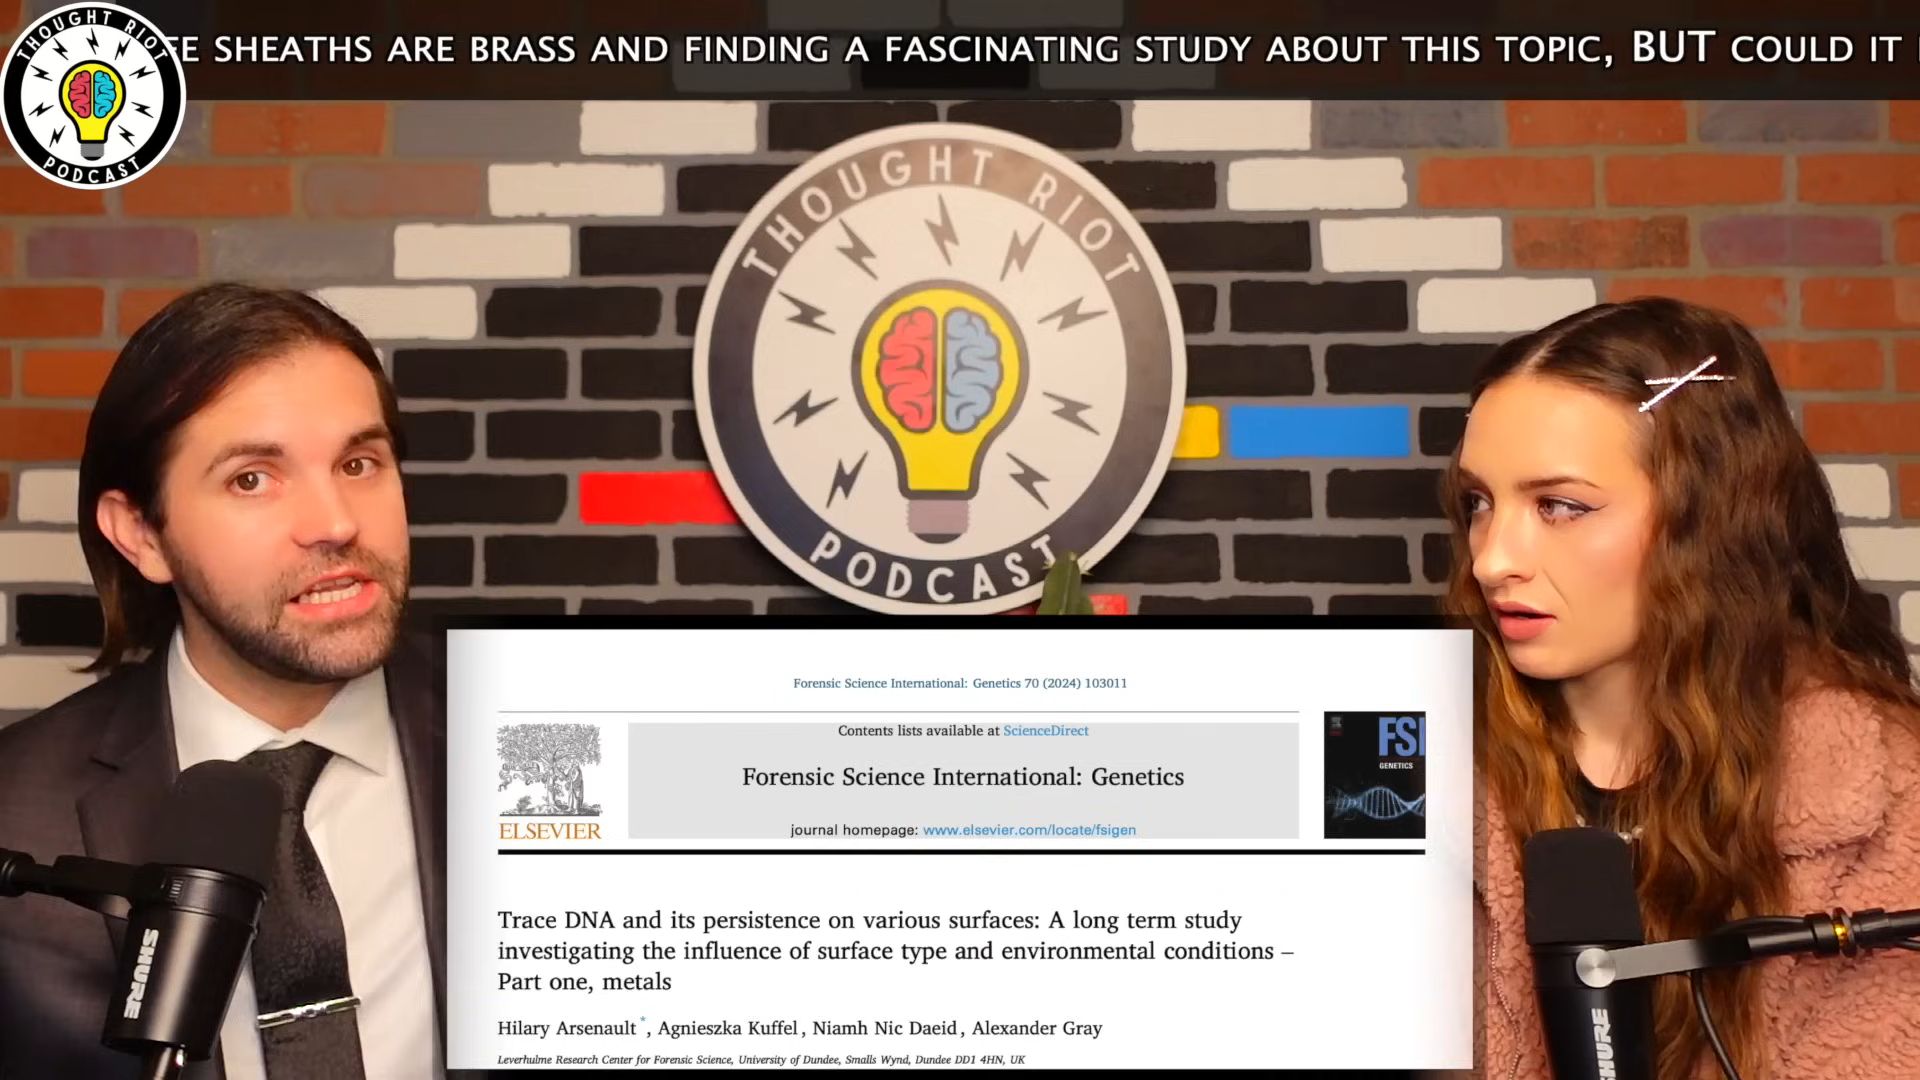 THOUGHT RIOT
PODCAST
SHEATHS ARE BRASS AND FINDING A FASCINATING STUDY ABOUT THIS TOPIC, BUT COULD IT
THOUGHT RIOT
PODCAST
Forensic Science International: Genetics 70 (2024) 103011
Contents lists available at ScienceDirect
Forensic Science International: Genetics
journal homepage: www.elsevier.com/locate/fsigen
ELSEVIER
FSI
GENETICS
Trace DNA and its persistence on various surfaces: A long term study
investigating the influence of surface type and environmental conditions –
Part one, metals
Hilary Arsenault *, Agnieszka Kuffel, Niamh Nic Daeid, Alexander Gray
Leverhulme Research Center for Forensic Science, University of Dundee, Smalls Wynd, Dundee DD1 4HN, UK
SHURE
SHURE